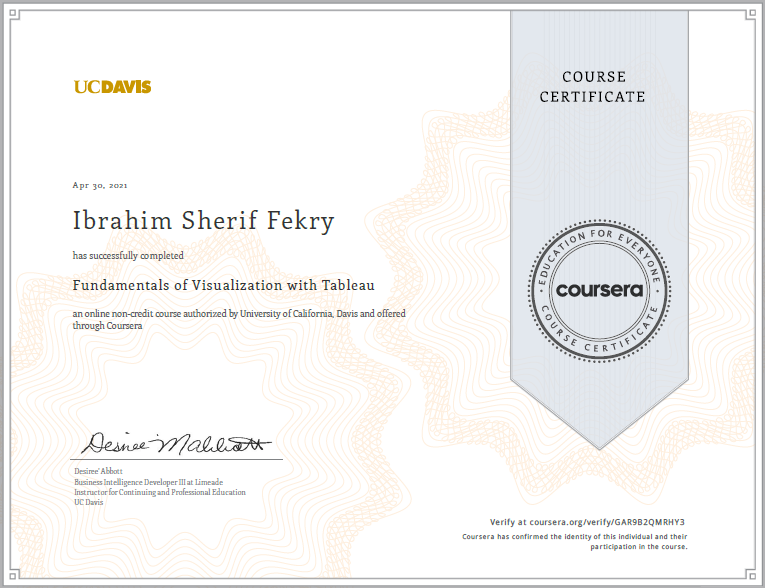 UCDAVIS
COURSE
CERTIFICATE
Apr 30, 2021
Ibrahim Sherif Fekry
has successfully completed
Fundamentals of Visualization with Tableau
an online non-credit course authorized by University of California, Davis and offered
through Coursera
EDUCATION FOR EVERYONE
coursera
COURSE CERTIFICATE
Desiree' Abbott
Desiree' Abbott
Business Intelligence Developer III at Limeade
Instructor for Continuing and Professional Education
UC Davis
Verify at coursera.org/verify/GAR9B2QMRHY3
Coursera has confirmed the identity of this individual and their
participation in the course.